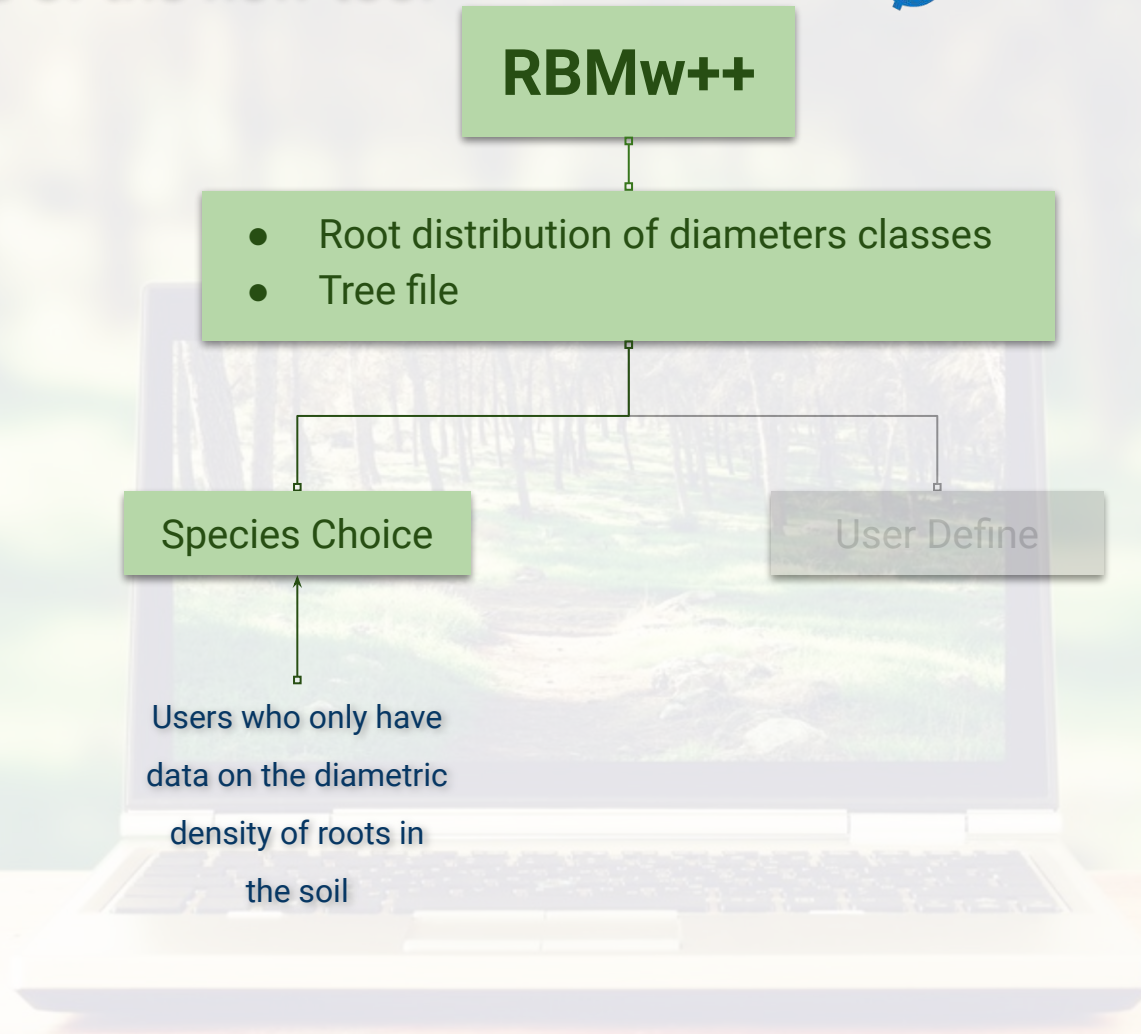 RBMw++
● Root distribution of diameters classes
● Tree file
Species Choice
User Define
Users who only have
data on the diametric
density of roots in
the soil